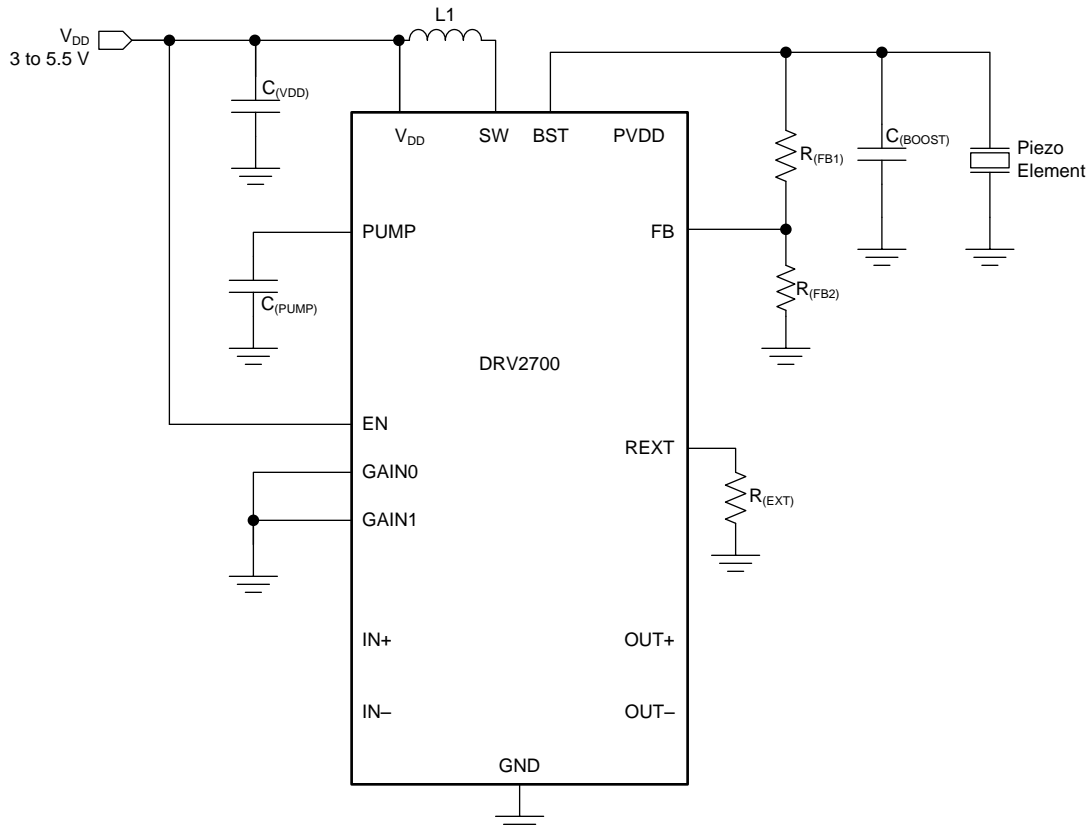 L1
V_DD
3 to 5.5 V
C_(VDD)
V_DD
SW
BST
PVDD
R_(FB1)
C_(BOOST)
Piezo
Element
PUMP
FB
C_(PUMP)
R_(FB2)
DRV2700
EN
REXT
GAIN0
R_(EXT)
GAIN1
IN+
OUT+
IN–
OUT–
GND